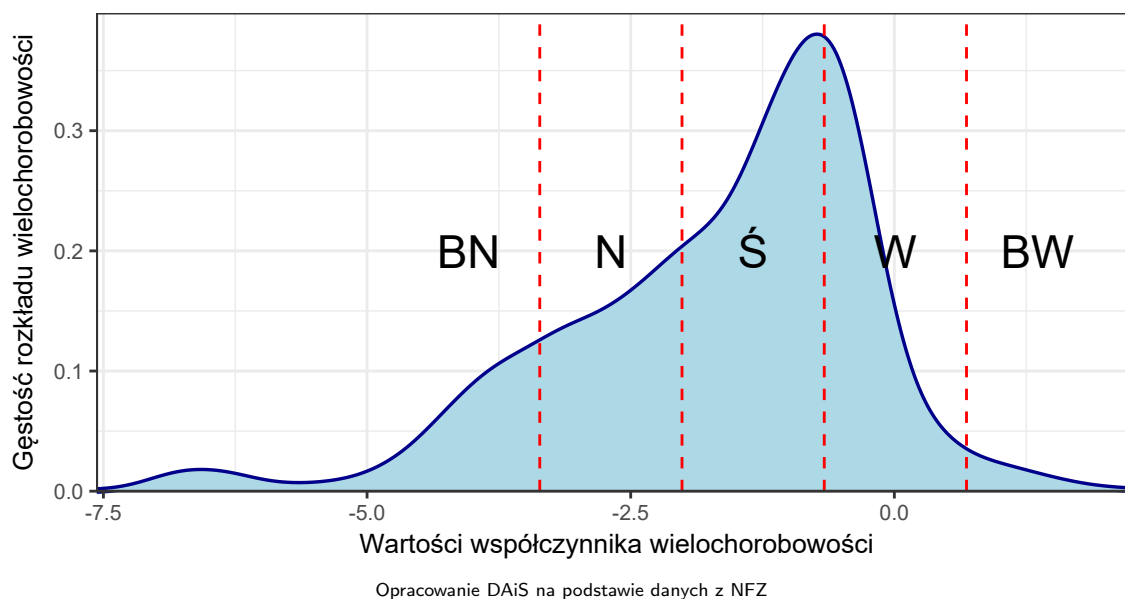 Gęstość rozkładu wielochorobowości
0.3
0.2
0.1
0.0
BN N Ś W BW
-7.5 -5.0 -2.5 0.0
Wartości współczynnika wielochorobowości
Opracowanie DAiS na podstawie danych z NFZ